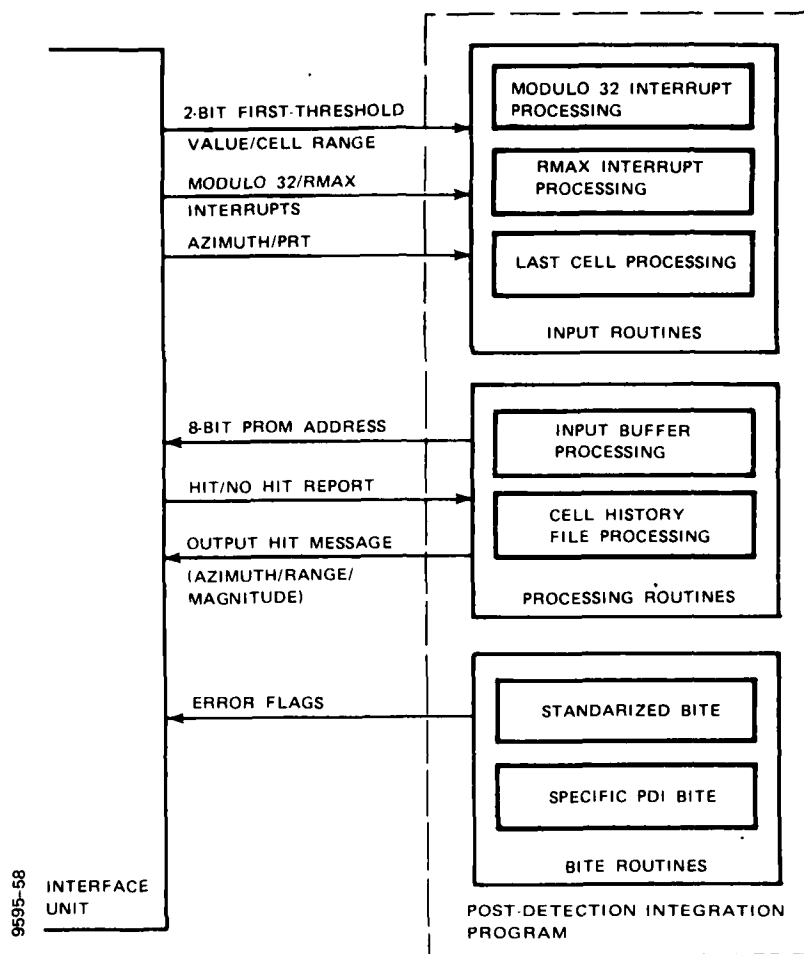 2-BIT FIRST-THRESHOLD
VALUE/CELL RANGE
MODULO 32/RMAX
INTERRUPTS
AZIMUTH/PRT
MODULO 32 INTERRUPT
PROCESSING
RMAX INTERRUPT
PROCESSING
LAST CELL PROCESSING
INPUT ROUTINES
8-BIT PROM ADDRESS
HIT/NO HIT REPORT
OUTPUT HIT MESSAGE
(AZIMUTH/RANGE/
MAGNITUDE)
INPUT BUFFER
PROCESSING
CELL HISTORY
FILE PROCESSING
PROCESSING ROUTINES
ERROR FLAGS
STANDARIZED BITE
SPECIFIC PDI BITE
BITE ROUTINES
INTERFACE
UNIT
POST-DETECTION INTEGRATION
PROGRAM
9595-58